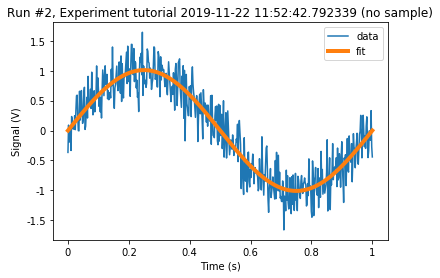 Run #2, Experiment tutorial 2019-11-22 11:52:42.792339 (no sample)
data
fit
1.5
1
0.5
0
-0.5
-1
-1.5
Signal (V)
0
0.2
0.4
0.6
0.8
1
Time (s)